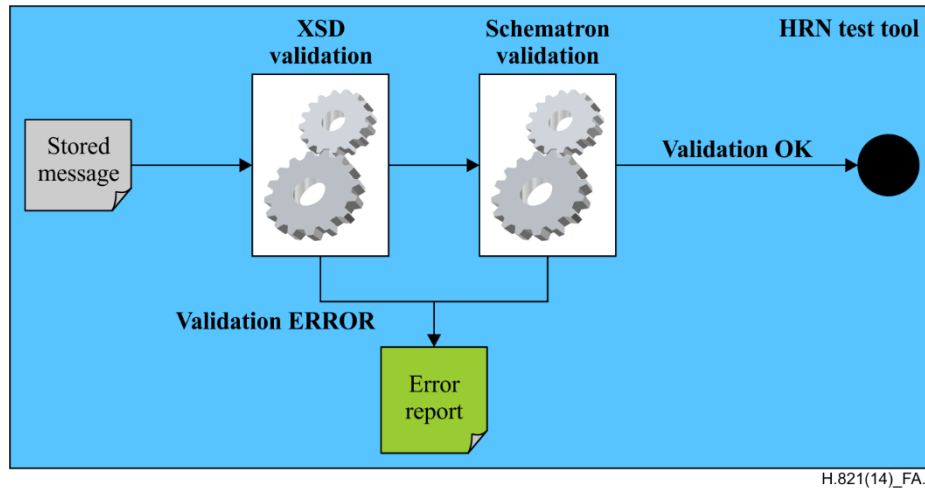 XSD
validation
Schematron
validation
HRN test tool
Stored
message
Validation OK
Validation ERROR
Error
report
H.821(14)_FA.